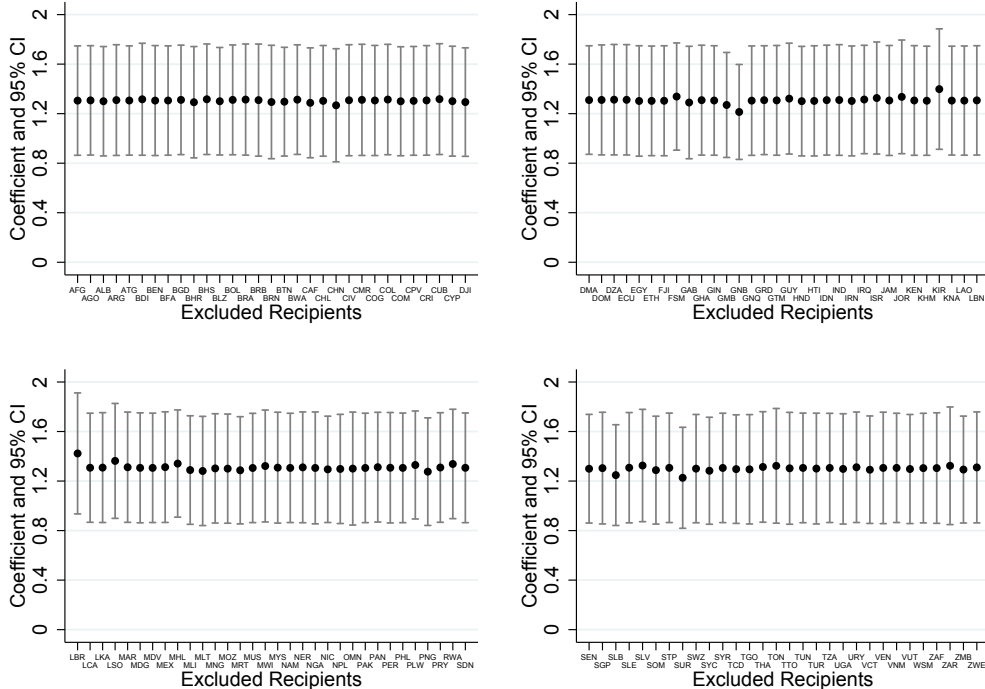 Coefficient and 95% CI
2
1.6
1.2
0.8
0.4
0
AFG ALB ATG BEN BGD BHS BOL BRB BTN CAF CHN CMR COL CPV CUB DJI
AGO ARG BDI BFA BHR BLZ BRA BRN BWA CHL CIV COG COM CRI CYP
Excluded Recipients
Coefficient and 95% CI
2
1.6
1.2
0.8
0.4
0
DMA DZA EGY FJI GAB GIN GNB GRD GUY HTI IND IRQ JAM KEN KIR LAO
DOM ECU ETH FSM GHA GMB GNQ GTM HND IDN IRN ISR JOR KHM KNA LBN
Excluded Recipients
Coefficient and 95% CI
2
1.6
1.2
0.8
0.4
0
LBR LKA MAR MDV MHL MLT MOZ MUS MYS NER NIC OMN PAN PHL PNG RWA
LCA LSO MDG MEX MLI MNG MRT MWI NAM NGA NPL PAK PER PLW PRY SDN
Excluded Recipients
Coefficient and 95% CI
2
1.6
1.2
0.8
0.4
0
SEN SLB SLV STP SWZ SYR TGO TON TUN TZA URY VEN VUT ZAF ZMB
SGP SLE SOM SUR SYC TCD THA TTO TUR UGA VCT VNM WSM ZAR ZWE
Excluded Recipients